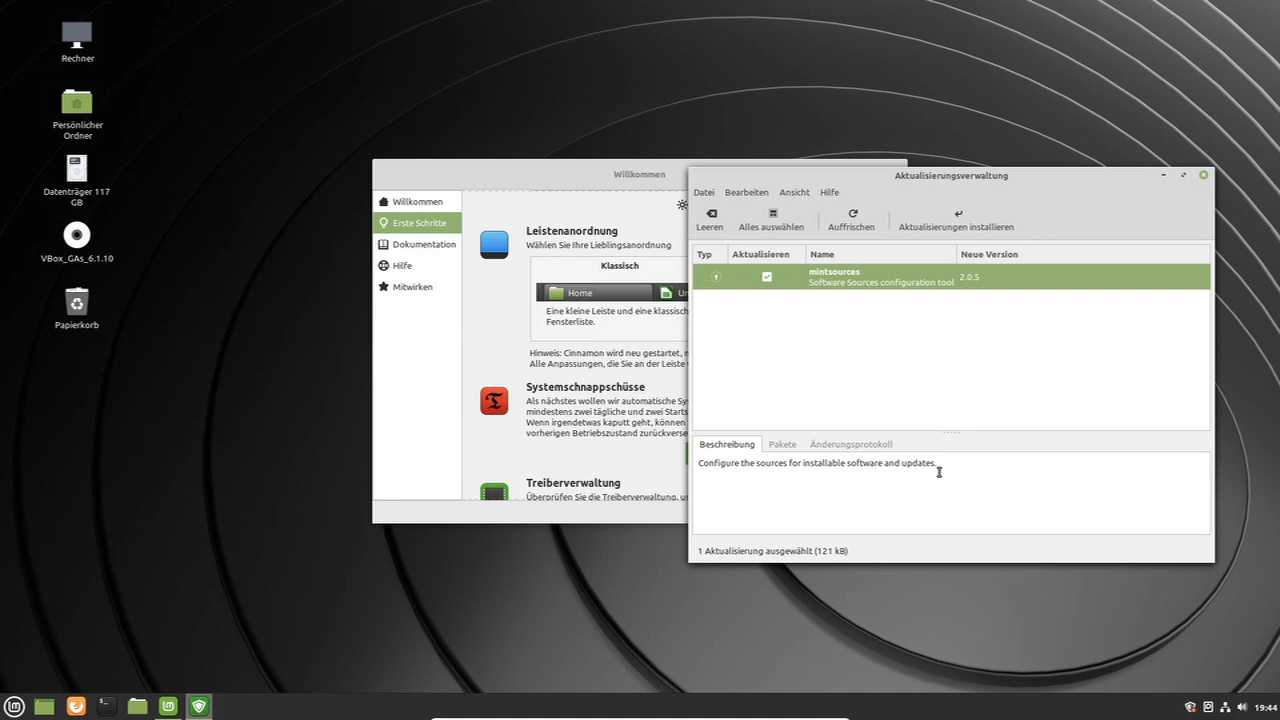 Rechner
Persönlicher
Ordner
Datenträger 117
GB
VBox_GAs_6.1.10
Papierkorb
Willkommen
Willkommen
Erste Schritte
Dokumentation
Hilfe
Mitwirken
Leistenanordnung
Wählen Sie Ihre Lieblingsanordnung
Klassisch
Home
Eine kleine Leiste und eine klassisch
Fensterliste.
Hinweis: Cinnamon wird neu gestartet,
Alle Anpassungen, die Sie an der Leiste
Systemschnappschüsse
Als nächstes wollen wir automatische Sy
mindestens zwei tägliche und zwei Starts
Wenn irgendetwas kaputt geht, können
vorherigen Betriebszustand zurückverse
Treiberverwaltung
Überprüfen Sie die Treiberverwaltung, u
Aktualisierungsverwaltung
Datei Bearbeiten Ansicht Hilfe
Leeren Alles auswählen Auffrischen Aktualisierungen installieren
Typ Aktualisieren Name Neue Version
mintsources
Software Sources configuration tool 2.0.5
Beschreibung Pakete Änderungsprotokoll
Configure the sources for installable software and updates.
1 Aktualisierung ausgewählt (121 kB)
19:44